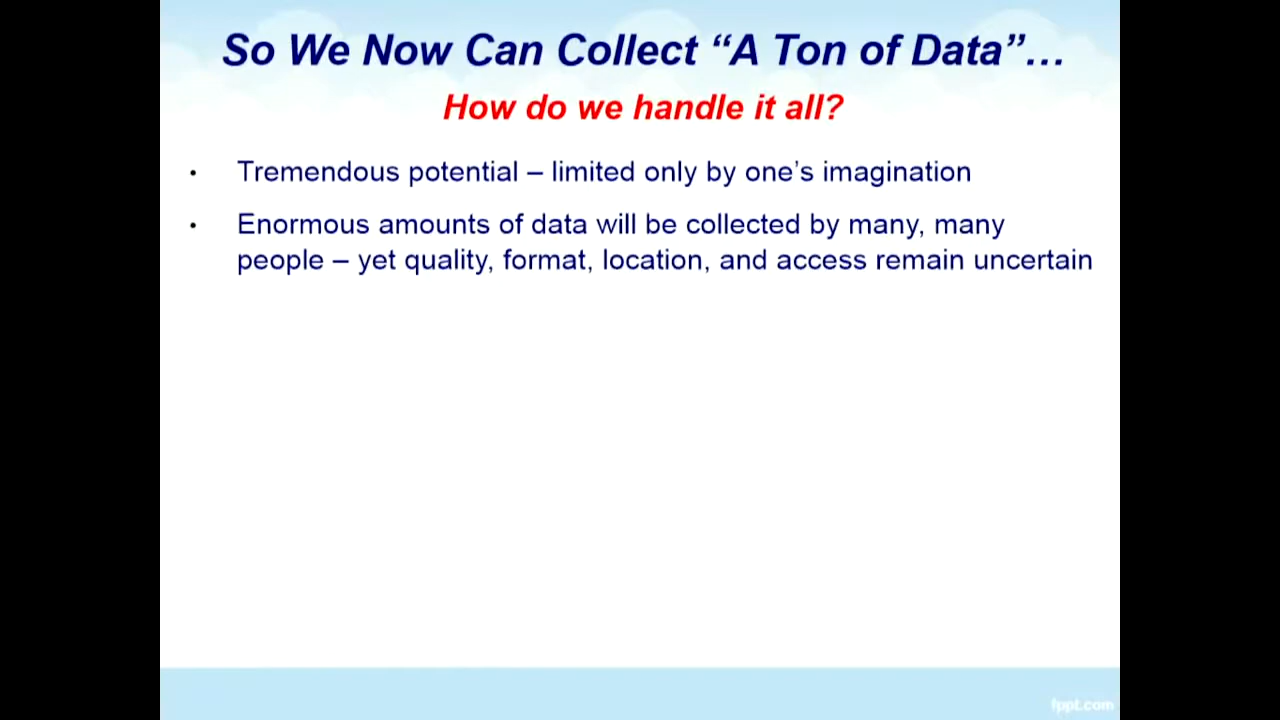 So We Now Can Collect “A Ton of Data”…
How do we handle it all?
• Tremendous potential – limited only by one’s imagination
• Enormous amounts of data will be collected by many, many
people – yet quality, format, location, and access remain uncertain
fppt.com